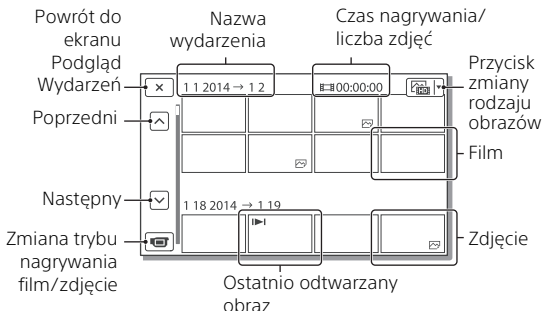 Powrót do
ekranu
Podgląd
Wydarzeń
Nazwa
wydarzenia
Czas nagrywania/
liczba zdjęć
Przycisk
zmiany
rodzaju
obrazów
1 1 2014 → 1 2
00:00:00
HD
Poprzedni
Film
Następny
1 18 2014 → 1 19
Zmiana trybu
nagrywania
film/zdjęcie
Zdjęcie
Ostatnio odtwarzany
obraz